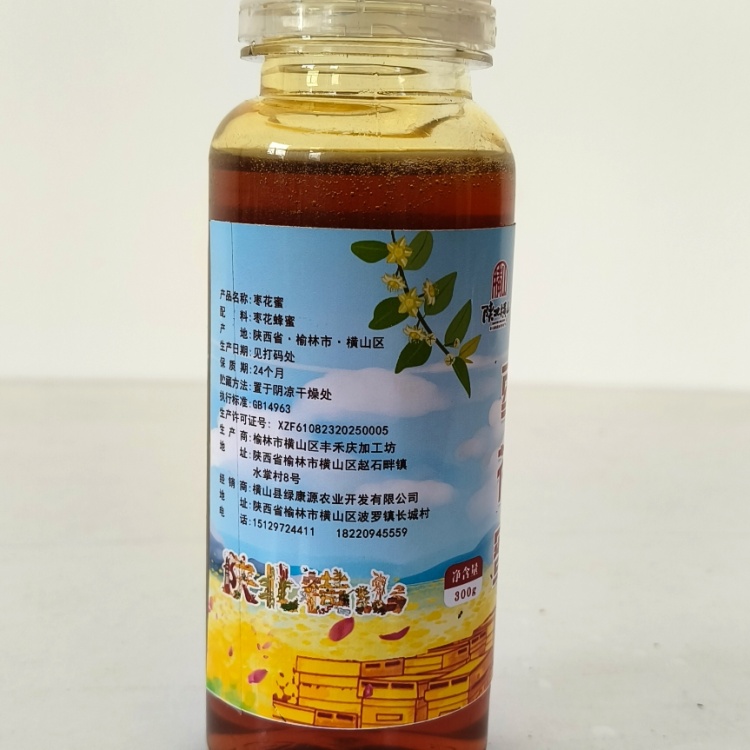 产品名称:枣花蜜
配 料:枣花蜂蜜
产 地:陕西省·榆林市·横山区
生产日期:见打码处
保 质 期:24个月
贮藏方法:置于阴凉干燥处
执行标准:GB14963
生产许可证号: XZF61082320250005
生 产 商:榆林市横山区丰禾庆加工坊
地 址:陕西省榆林市横山区赵石畔镇
水掌村8号
经 销 商:横山县绿康源农业开发有限公司
地 址:陕西省榆林市横山区波罗镇长城村
电 话:15129724411 18220945559
陕北横山
净含量
300g